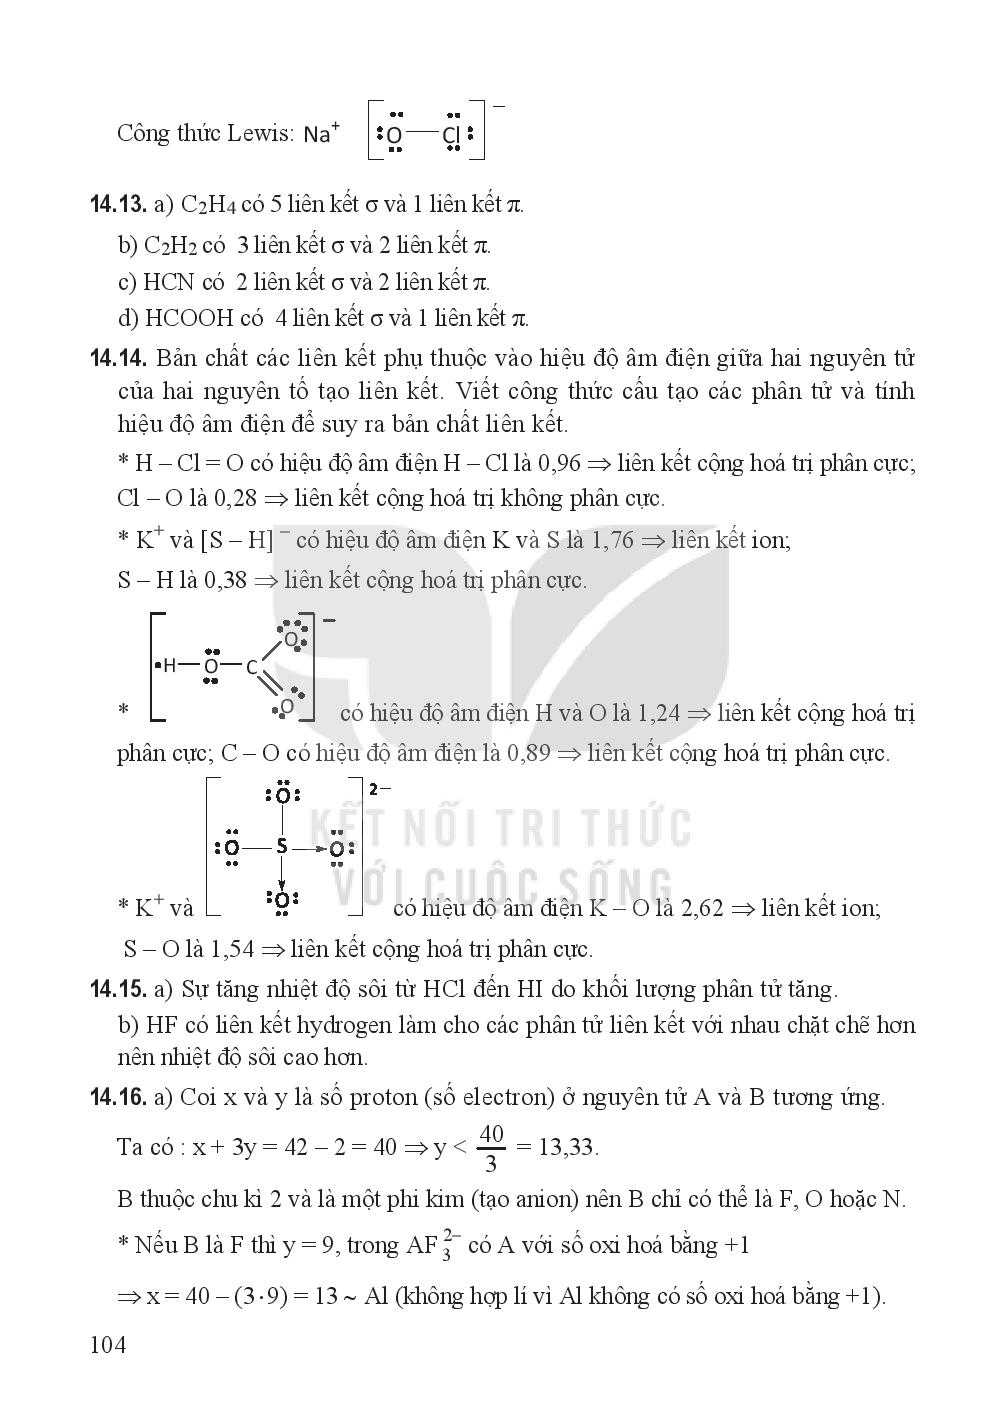 Công thức Lewis: Na⁺ [:O — Cl:]⁻
14.13. a) C₂H₄ có 5 liên kết σ và 1 liên kết π.
b) C₂H₂ có 3 liên kết σ và 2 liên kết π.
c) HCN có 2 liên kết σ và 2 liên kết π.
d) HCOOH có 4 liên kết σ và 1 liên kết π.
14.14. Bản chất các liên kết phụ thuộc vào hiệu độ âm điện giữa hai nguyên tử
của hai nguyên tố tạo liên kết. Viết công thức cấu tạo các phân tử và tính
hiệu độ âm điện để suy ra bản chất liên kết.
* H – Cl = O có hiệu độ âm điện H – Cl là 0,96 ⇒ liên kết cộng hoá trị phân cực;
Cl – O là 0,28 ⇒ liên kết cộng hoá trị không phân cực.
* K⁺ và [S – H]⁻ có hiệu độ âm điện K và S là 1,76 ⇒ liên kết ion;
S – H là 0,38 ⇒ liên kết cộng hoá trị phân cực.
O
H—O—C
−
O
* có hiệu độ âm điện H và O là 1,24 ⇒ liên kết cộng hoá trị
phân cực; C – O có hiệu độ âm điện là 0,89 ⇒ liên kết cộng hoá trị phân cực.
:O: 2−
KẾT NỐI TRI THỨC
:O — S → O:
VỚI CUỘC SỐNG
:O:
* K⁺ và có hiệu độ âm điện K – O là 2,62 ⇒ liên kết ion;
S – O là 1,54 ⇒ liên kết cộng hoá trị phân cực.
14.15. a) Sự tăng nhiệt độ sôi từ HCl đến HI do khối lượng phân tử tăng.
b) HF có liên kết hydrogen làm cho các phân tử liên kết với nhau chặt chẽ hơn
nên nhiệt độ sôi cao hơn.
14.16. a) Coi x và y là số proton (số electron) ở nguyên tử A và B tương ứng.
Ta có : x + 3y = 42 – 2 = 40 ⇒ y < 40/3 = 13,33.
B thuộc chu kì 2 và là một phi kim (tạo anion) nên B chỉ có thể là F, O hoặc N.
* Nếu B là F thì y = 9, trong AF₃²⁻ có A với số oxi hoá bằng +1
⇒ x = 40 – (3·9) = 13 ~ Al (không hợp lí vì Al không có số oxi hoá bằng +1).
104